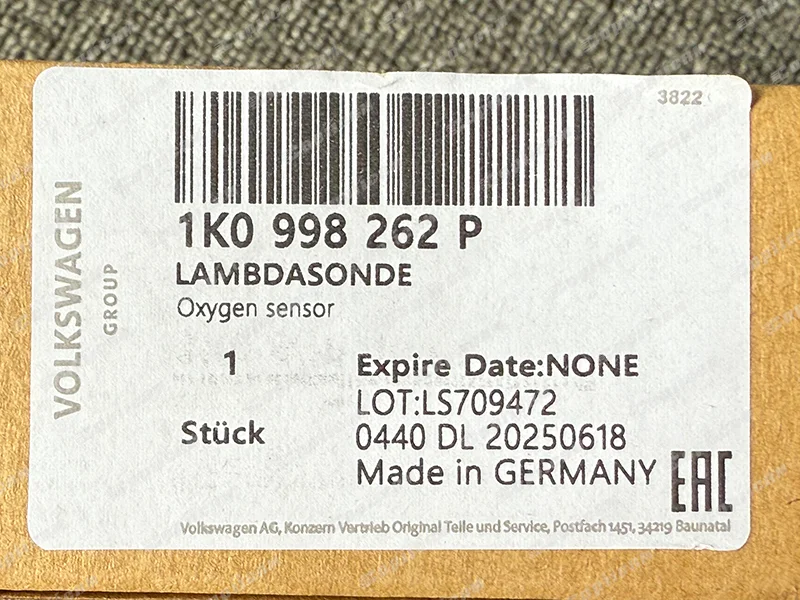 3822
VOLKSWAGEN
GROUP
1K0 998 262 P
LAMBDASONDE
Oxygen sensor
1
Expire Date:NONE
LOT:LS709472
Stück
0440 DL 20250618
Made in GERMANY
EAC
Volkswagen AG, Konzern Vertrieb Original Teile und Service, Postfach 1451, 34219 Baunatal